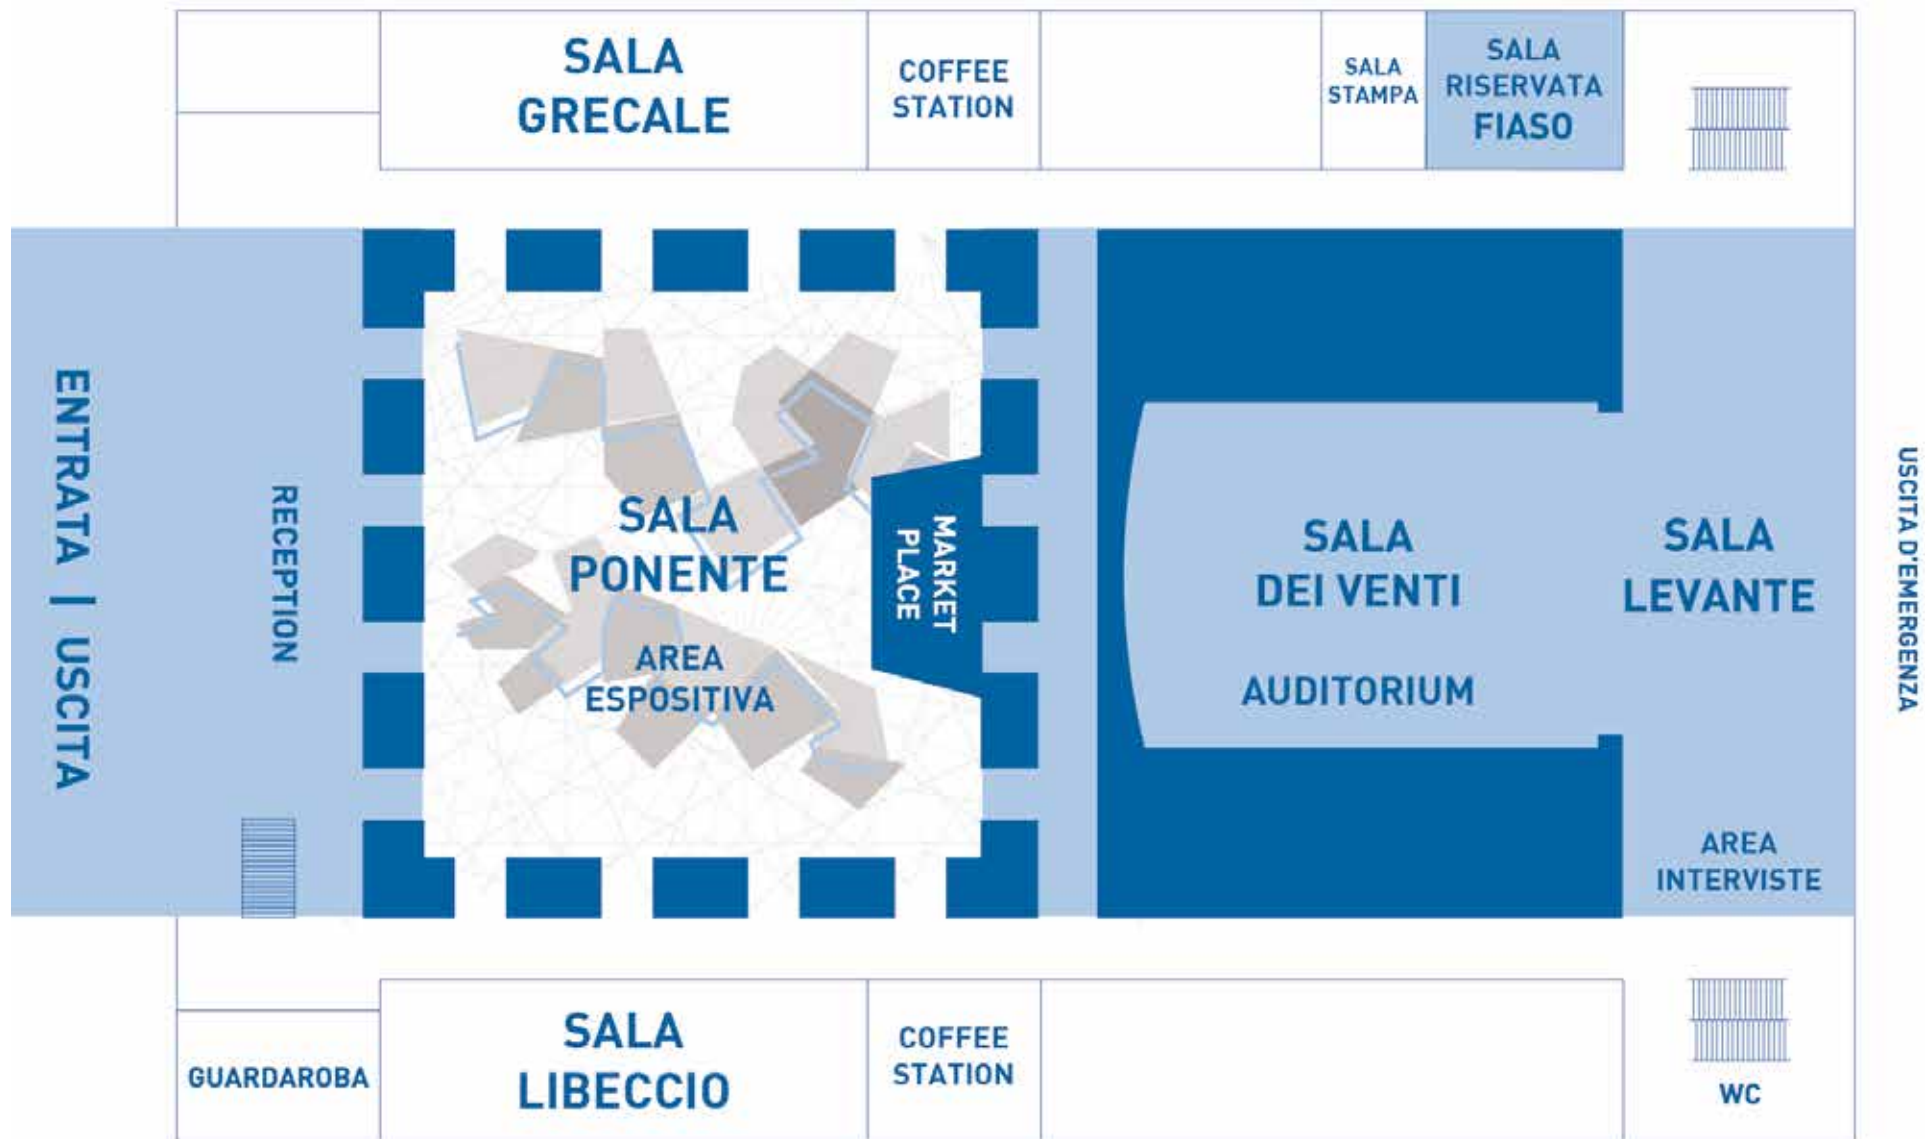 SALA
GRECALE
COFFEE
STATION
SALA
STAMPA
SALA
RISERVATA
FIASO
ENTRATA | USCITA
RECEPTION
SALA
PONENTE
AREA
ESPOSITIVA
MARKET
PLACE
SALA
DEI VENTI
AUDITORIUM
SALA
LEVANTE
AREA
INTERVISTE
USCITA D'EMERGENZA
GUARDAROBA
SALA
LIBECCIO
COFFEE
STATION
WC